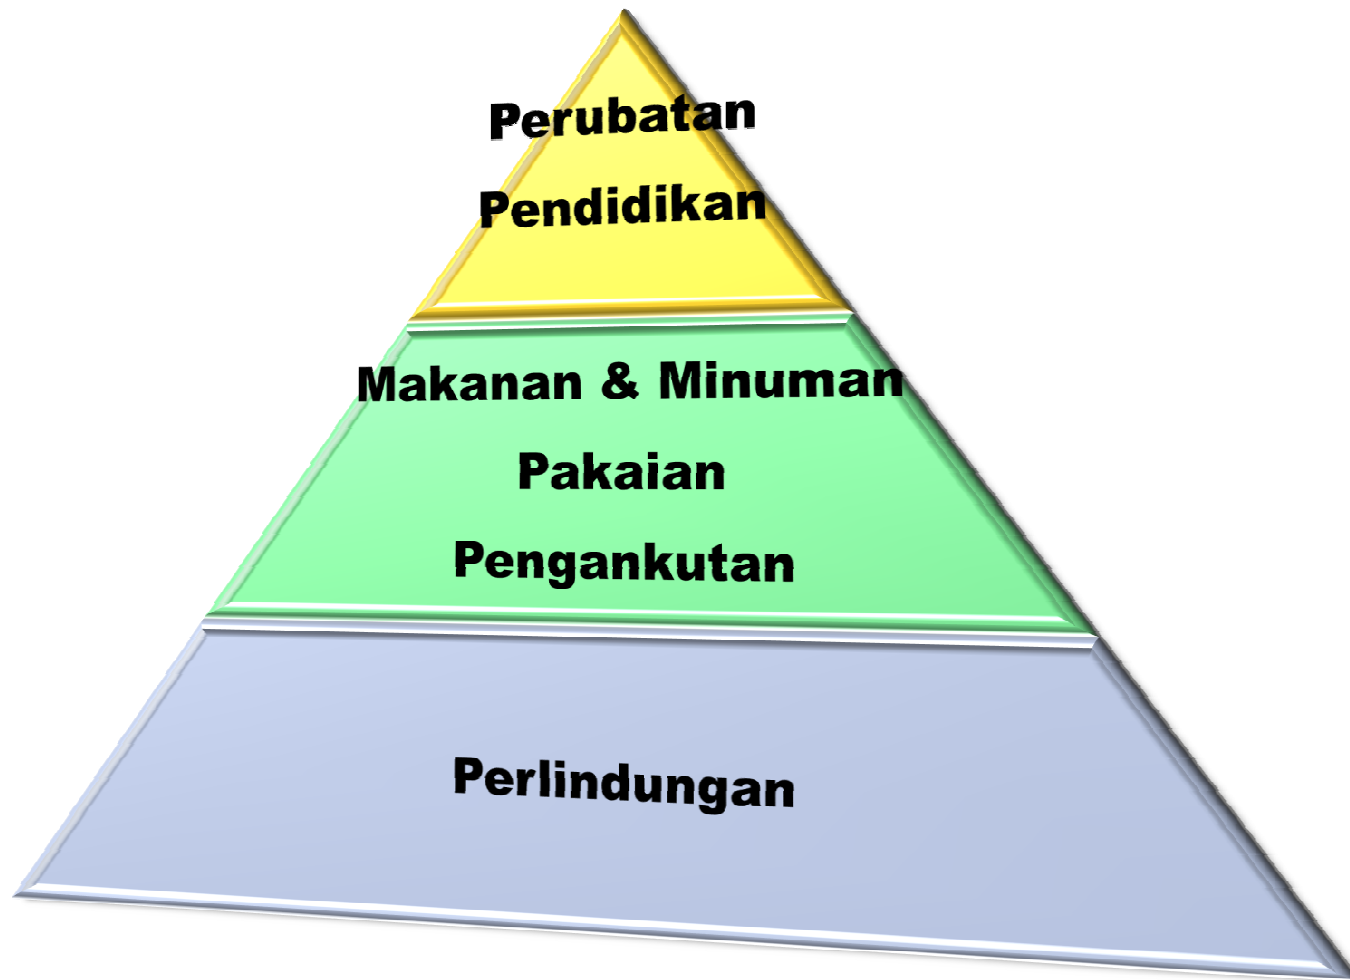 Perubatan
Pendidikan
Makanan & Minuman
Pakaian
Pengankutan
Perlindungan